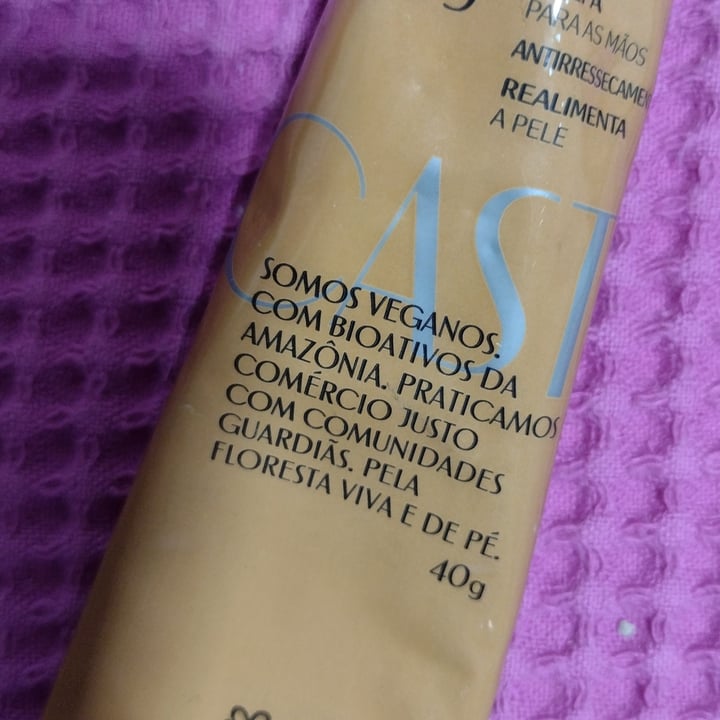 PARA AS MÃOS
ANTIRRESSECAMEN
REALIMENTA
A PELE
CAST
SOMOS VEGANOS.
COM BIOATIVOS DA
AMAZÔNIA. PRATICAMOS
COMÉRCIO JUSTO
COM COMUNIDADES
GUARDIÃS. PELA
FLORESTA VIVA E DE PÉ.
40g